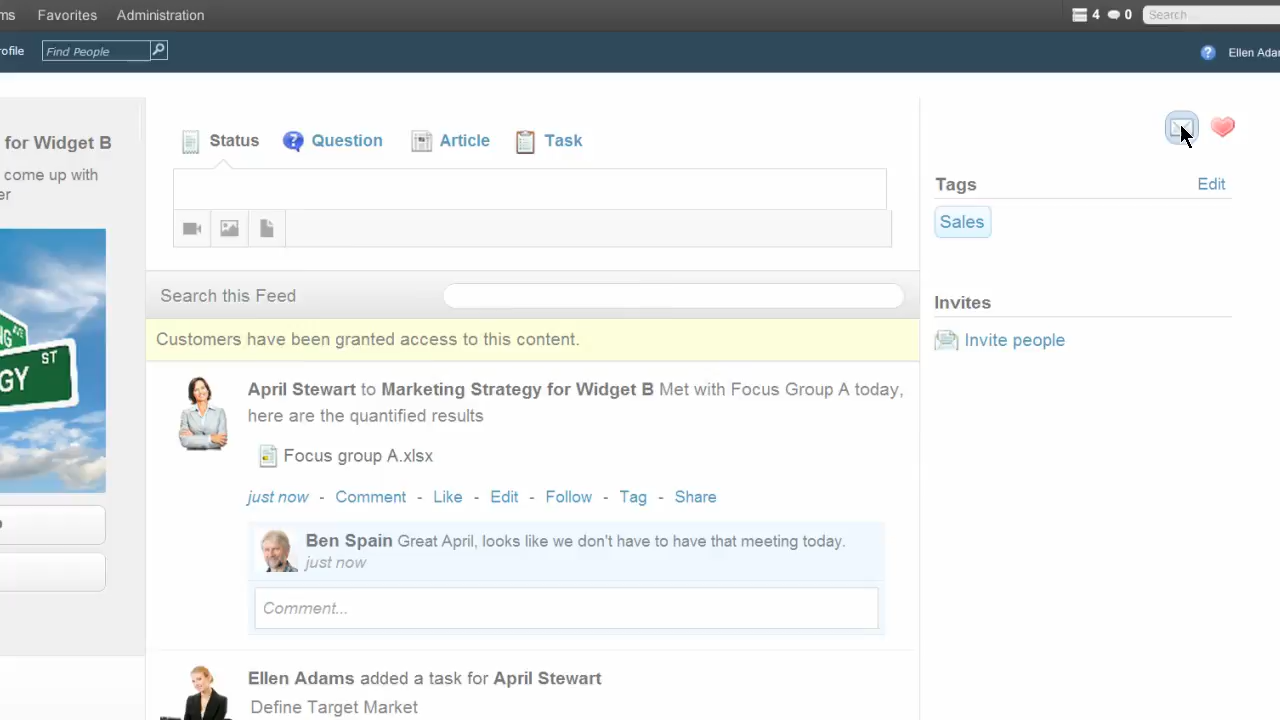 ms Favorites Administration 4 0 Search
rofile Find People ? Ellen Adam
for Widget B
come up with
er
NG AVE
ST
GY
Status ? Question Article Task
Search this Feed
Customers have been granted access to this content.
April Stewart to Marketing Strategy for Widget B Met with Focus Group A today,
here are the quantified results
Focus group A.xlsx
just now - Comment - Like - Edit - Follow - Tag - Share
Ben Spain Great April, looks like we don't have to have that meeting today.
just now
Comment...
Ellen Adams added a task for April Stewart
Define Target Market
Tags Edit
Sales
Invites
Invite people